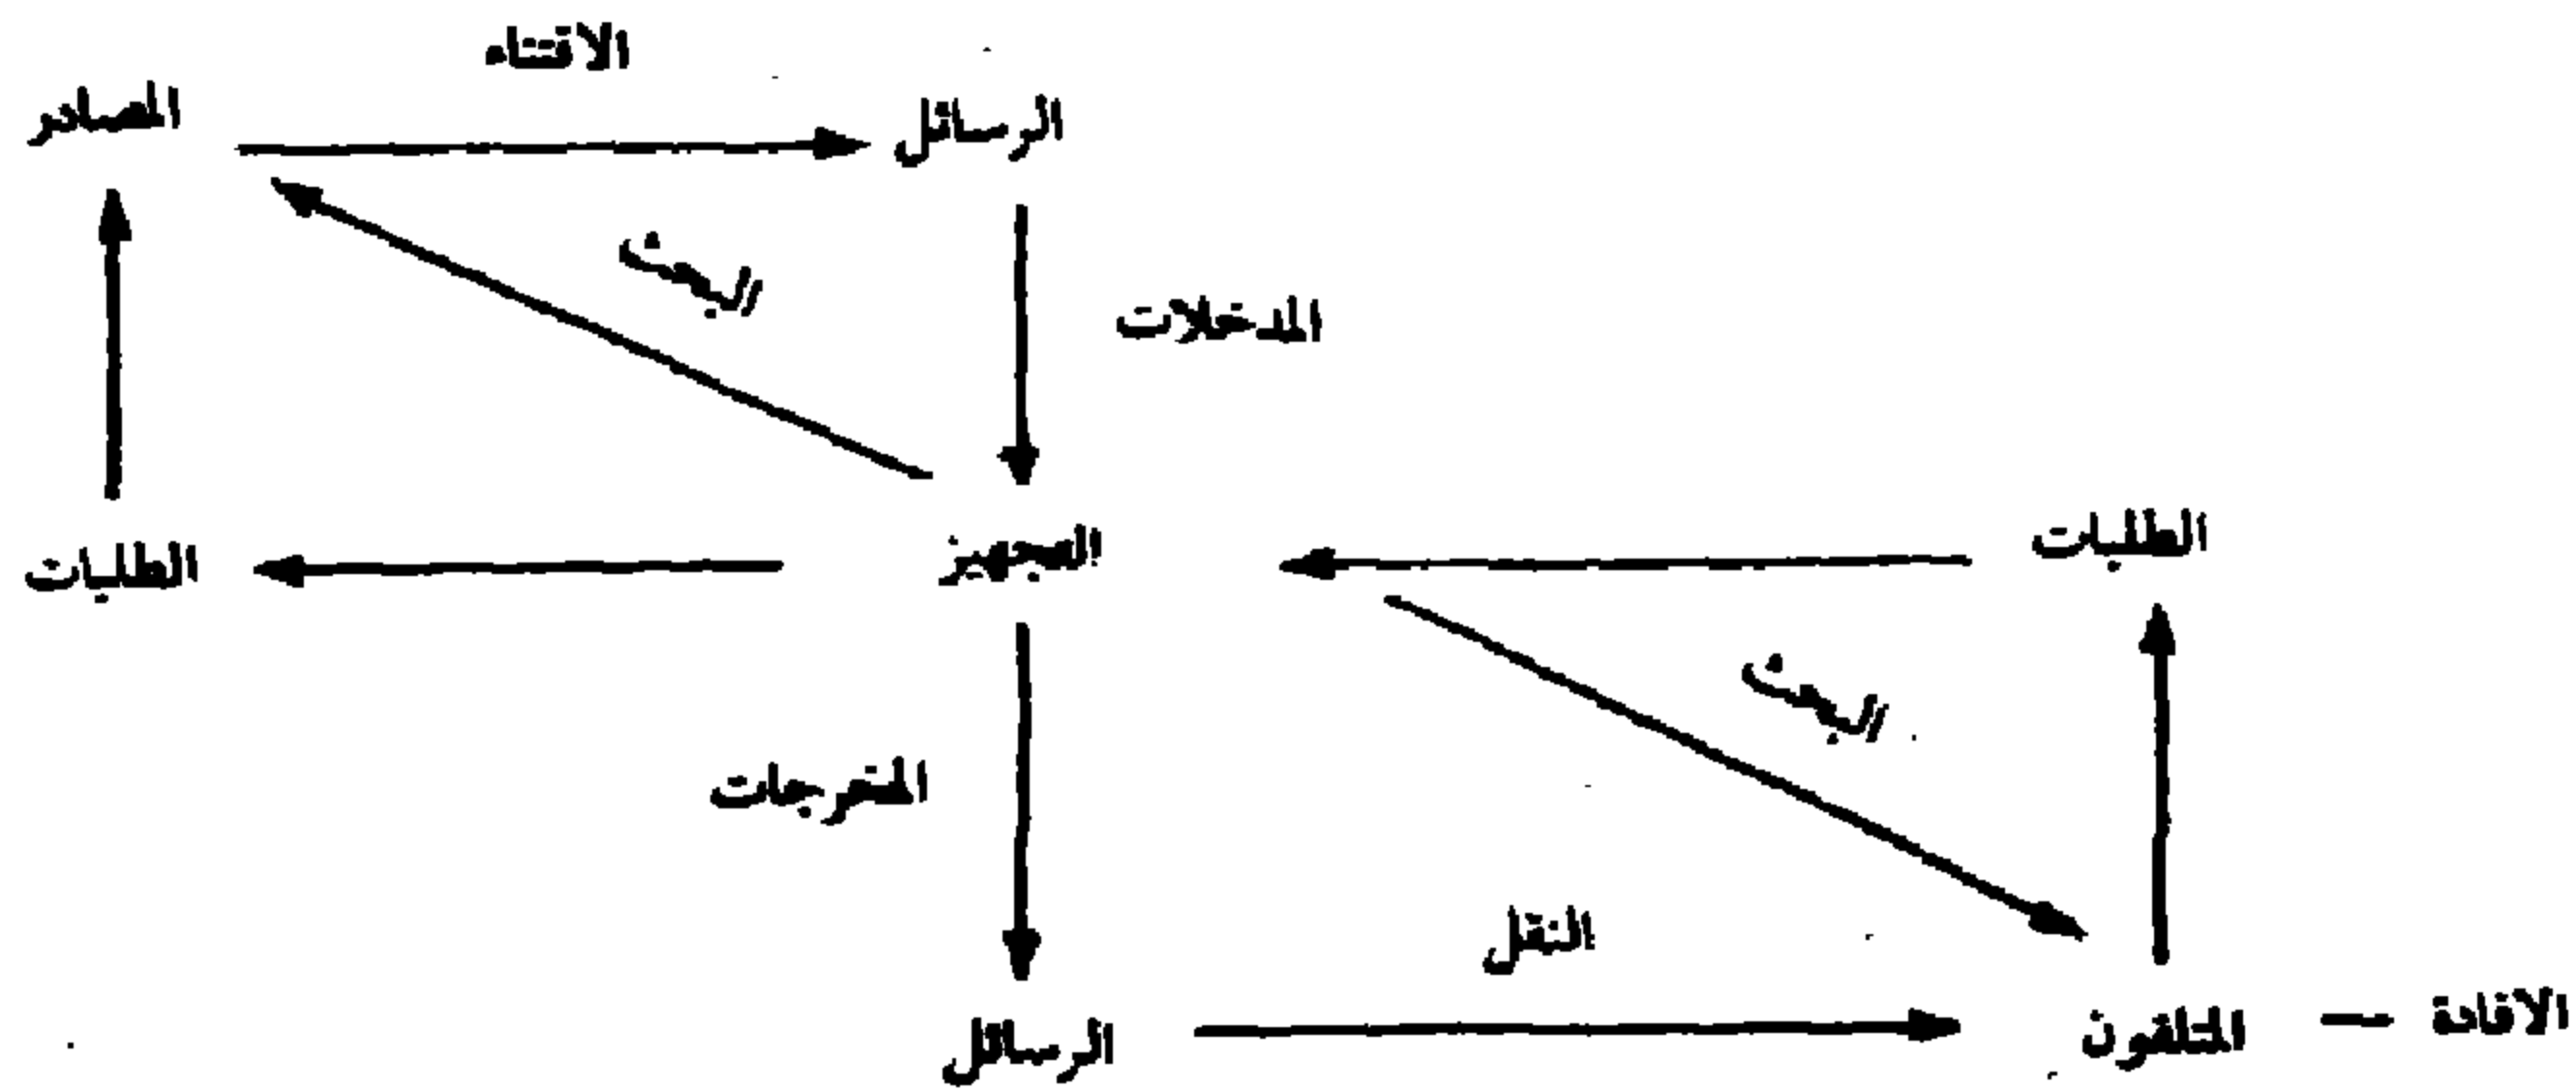 الاقتناء
المصادر
الرسائل
البحث
المدخلات
الطلبات
التجهيز
الطلبات
البحث
المخرجات
النقل
الرسائل
المتلقون — الافادة